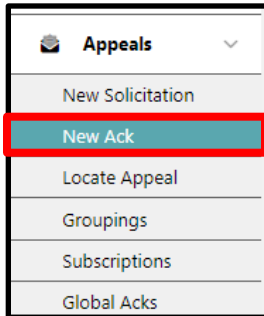 Appeals
New Solicitation
New Ack
Locate Appeal
Groupings
Subscriptions
Global Acks